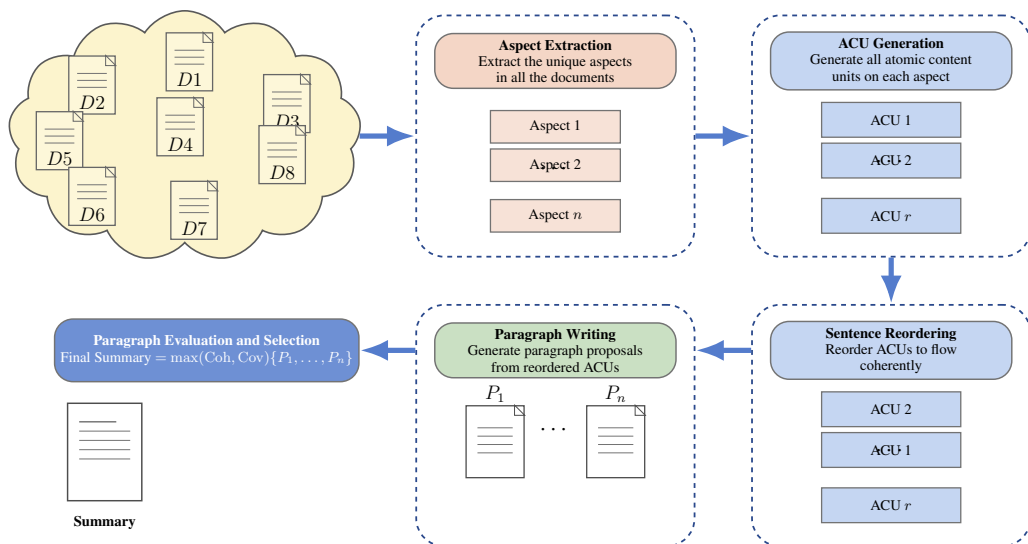 D1
D2
D3
D4
D5
D8
D6
D7
Aspect Extraction
Extract the unique aspects
in all the documents
Aspect 1
Aspect 2
Aspect n
ACU Generation
Generate all atomic content
units on each aspect
ACU 1
ACU 2
ACU r
Paragraph Evaluation and Selection
Final Summary = max(Coh, Cov){P₁, . . . , Pₙ}
Summary
Paragraph Writing
Generate paragraph proposals
from reordered ACUs
P₁ . . . Pₙ
Sentence Reordering
Reorder ACUs to flow
coherently
ACU 2
ACU 1
ACU r